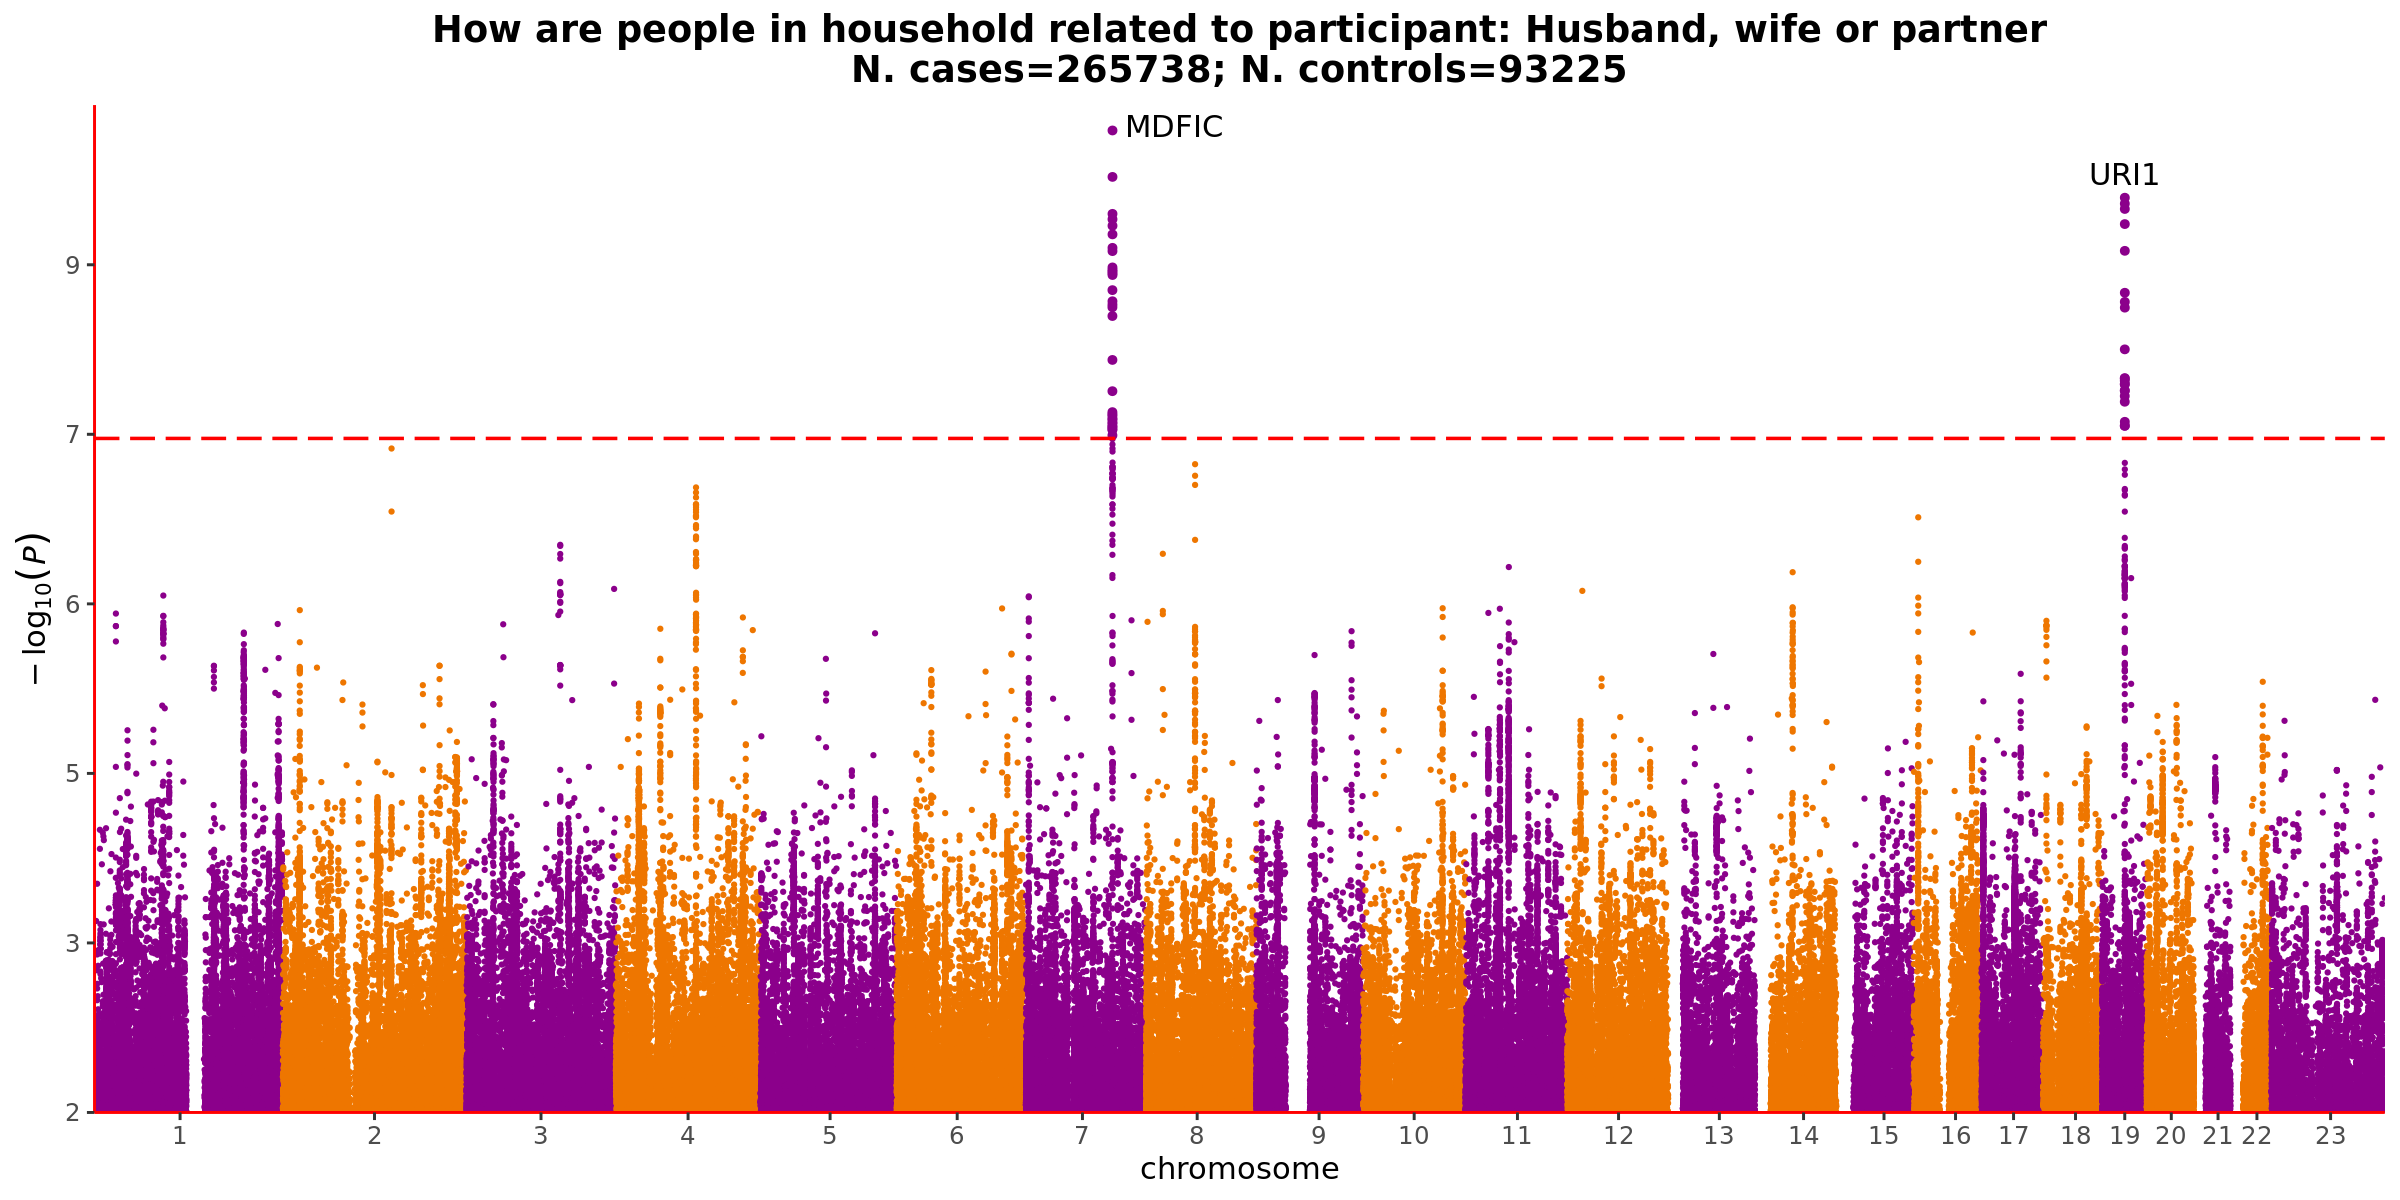 How are people in household related to participant: Husband, wife or partner
N. cases=265738; N. controls=93225
MDFIC
URI1
9
7
6
5
3
2
−log10(P)
1 2 3 4 5 6 7 8 9 10 11 12 13 14 15 16 17 18 19 20 21 22 23
chromosome